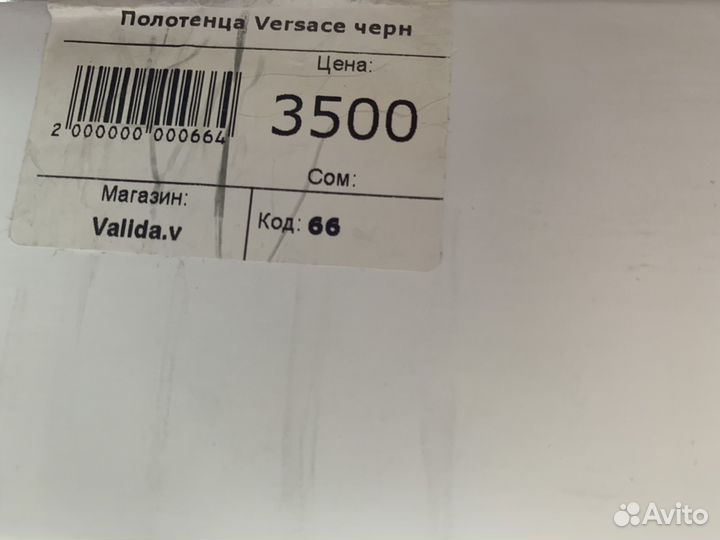 Полотенца Versace черн
Цена:
3500
2 000000 000664
Сом:
Магазин:
Valida.v
Код: 66
Avito